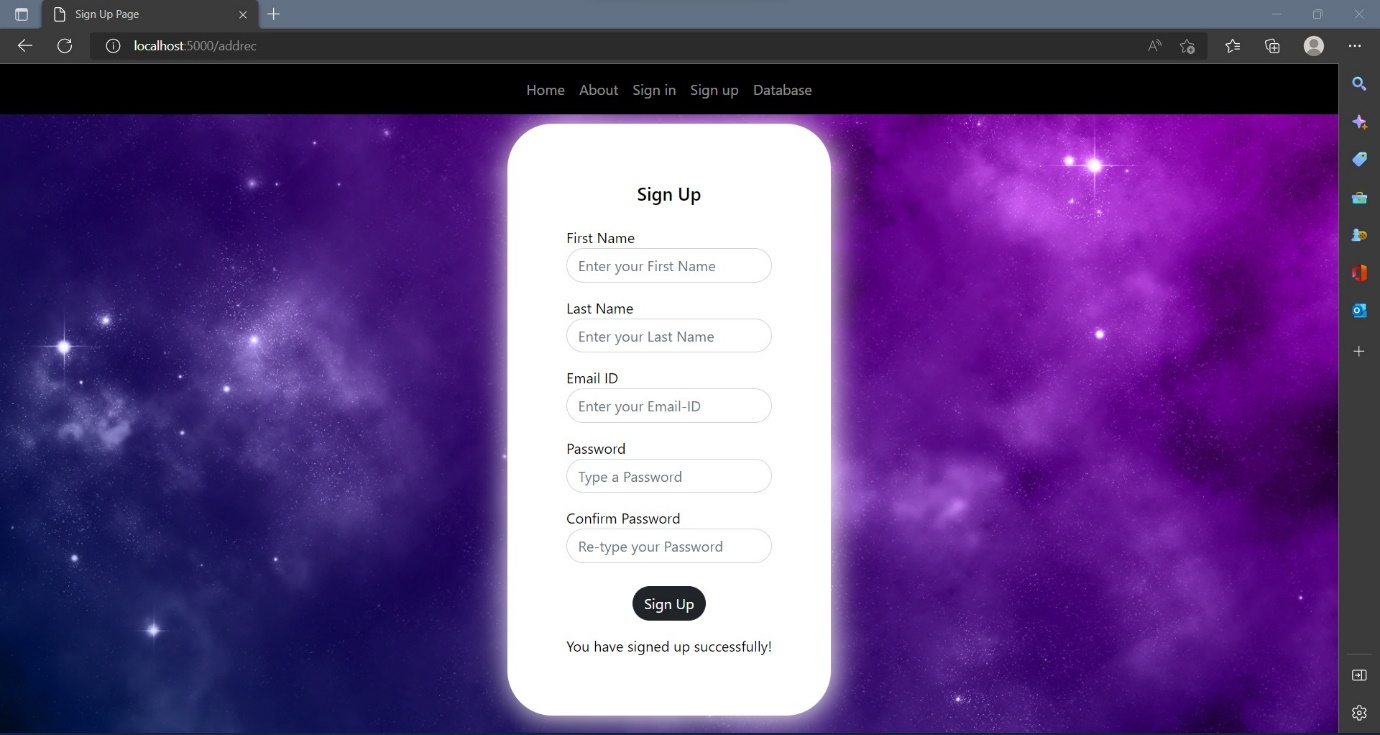 Sign Up Page
localhost:5000/addrec
Home About Sign in Sign up Database
Sign Up
First Name
Enter your First Name
Last Name
Enter your Last Name
Email ID
Enter your Email-ID
Password
Type a Password
Confirm Password
Re-type your Password
Sign Up
You have signed up successfully!